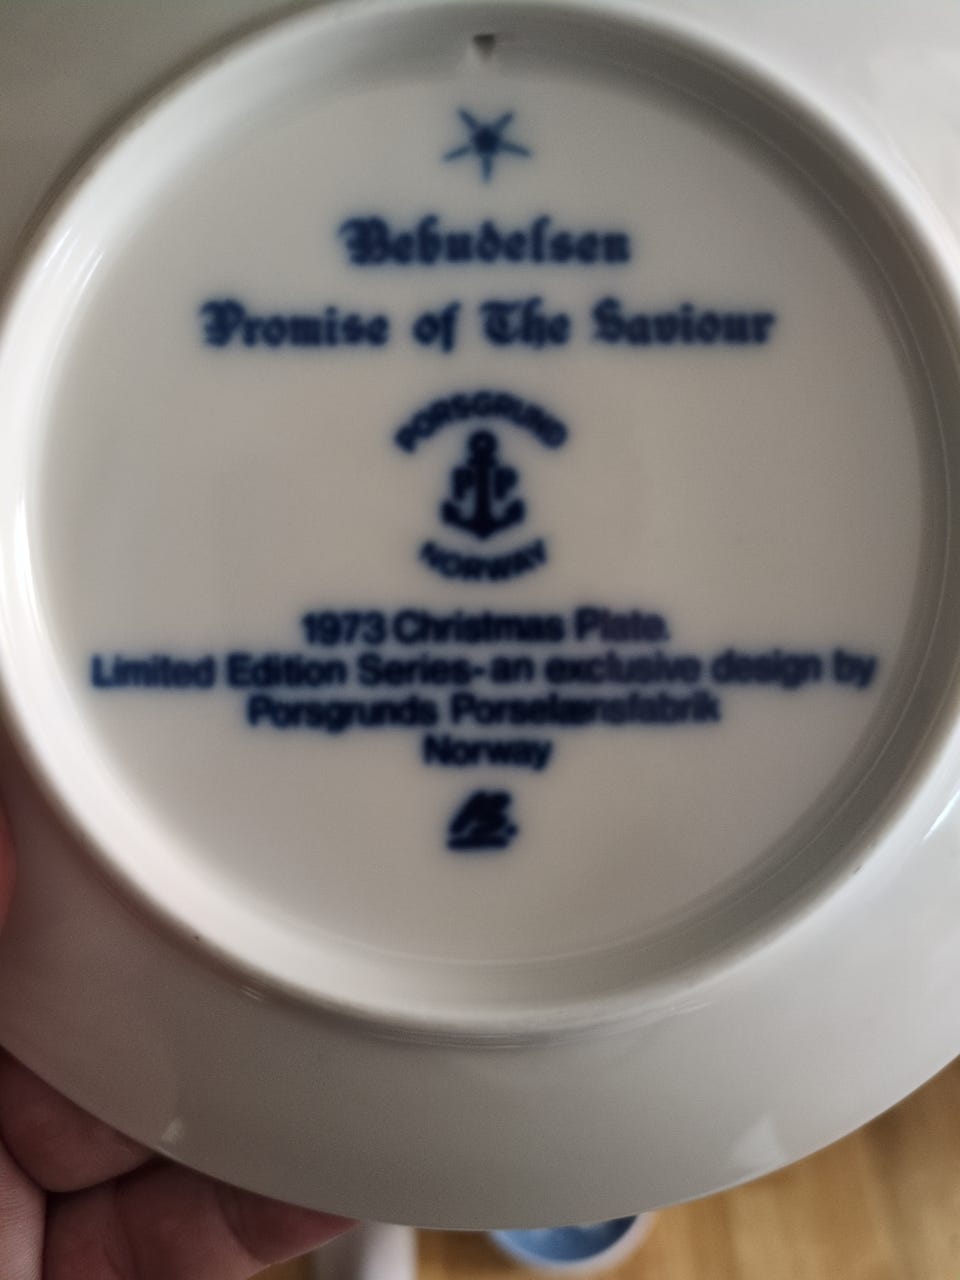 Bebudelsen
Promise of The Saviour
PORSGRUND
PP
NORWAY
1973 Christmas Plate.
Limited Edition Series-an exclusive design by
Porsgrunds Porselænsfabrik
Norway